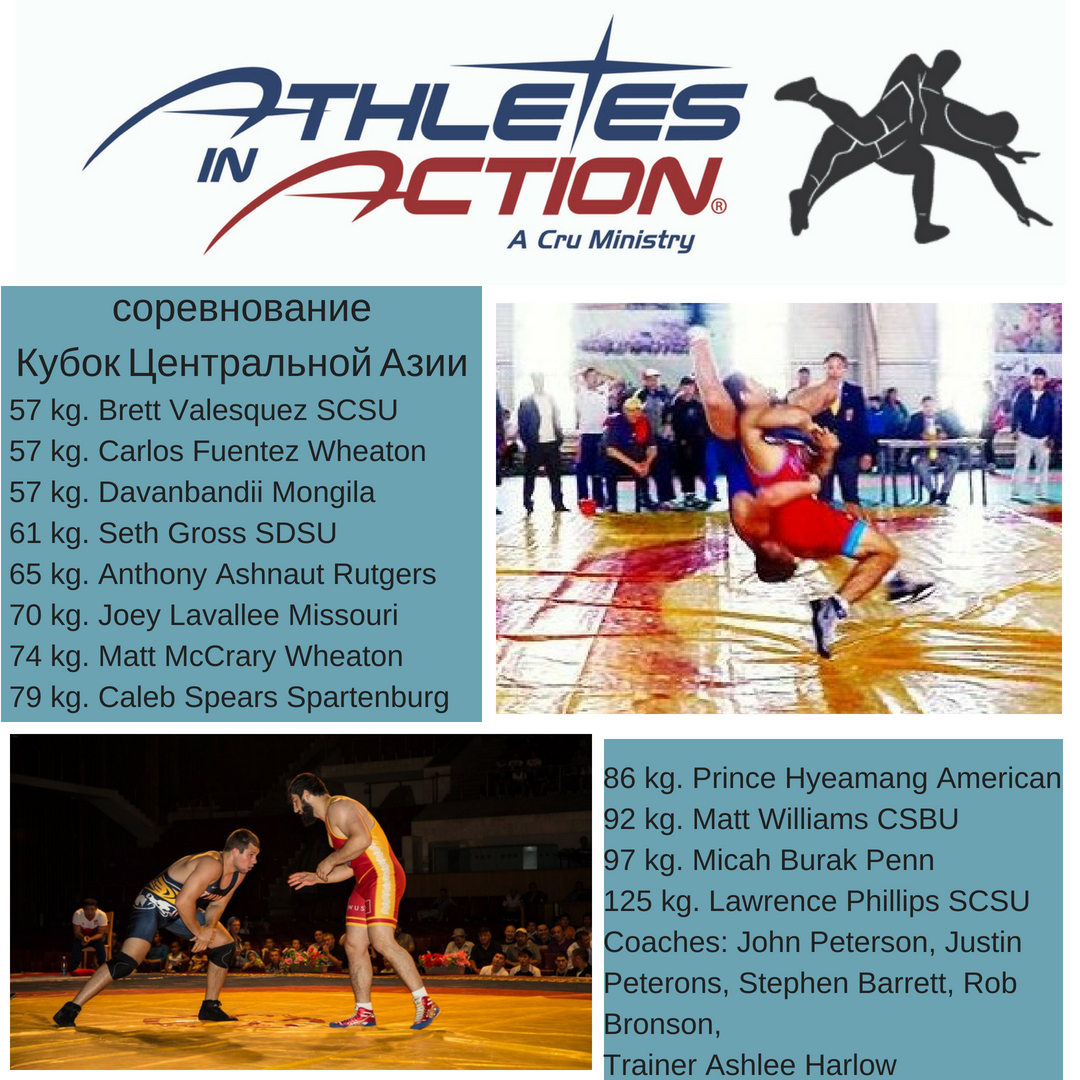 ATHLETES
IN ACTION®
A Cru Ministry
соревнование
Кубок Центральной Азии
57 kg. Brett Valesquez SCSU
57 kg. Carlos Fuentez Wheaton
57 kg. Davanbandii Mongila
61 kg. Seth Gross SDSU
65 kg. Anthony Ashnaut Rutgers
70 kg. Joey Lavallee Missouri
74 kg. Matt McCrary Wheaton
79 kg. Caleb Spears Spartenburg
86 kg. Prince Hyeamang American
92 kg. Matt Williams CSBU
97 kg. Micah Burak Penn
125 kg. Lawrence Phillips SCSU
Coaches: John Peterson, Justin
Peterons, Stephen Barrett, Rob
Bronson,
Trainer Ashlee Harlow